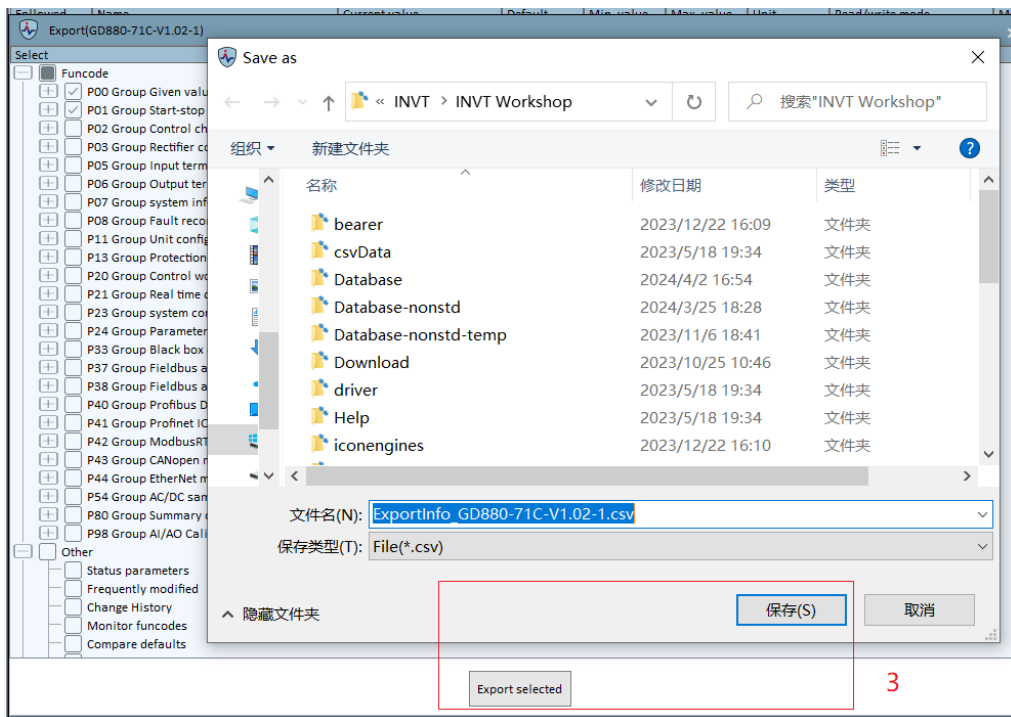 Followed Name Current value Default Min. value Max. value Unit Read/write mode
Export(GD880-71C-V1.02-1)
Select
Funcode
P00 Group Given valu
P01 Group Start-stop
P02 Group Control ch
P03 Group Rectifier co
P05 Group Input term
P06 Group Output ter
P07 Group system inf
P08 Group Fault reco
P11 Group Unit config
P13 Group Protection
P20 Group Control wo
P21 Group Real time c
P23 Group system con
P24 Group Parameter
P33 Group Black box
P37 Group Fieldbus a
P38 Group Fieldbus a
P40 Group Profibus D
P41 Group Profinet IO
P42 Group ModbusRT
P43 Group CANopen r
P44 Group EtherNet m
P54 Group AC/DC sam
P80 Group Summary c
P98 Group AI/AO Cali
Other
Status parameters
Frequently modified
Change History
Monitor funcodes
Compare defaults
Save as
« INVT > INVT Workshop
搜索"INVT Workshop"
组织 新建文件夹
名称 修改日期 类型
bearer 2023/12/22 16:09 文件夹
csvData 2023/5/18 19:34 文件夹
Database 2024/4/2 16:54 文件夹
Database-nonstd 2024/3/25 18:28 文件夹
Database-nonstd-temp 2023/11/6 18:41 文件夹
Download 2023/10/25 10:46 文件夹
driver 2023/5/18 19:34 文件夹
Help 2023/5/18 19:34 文件夹
iconengines 2023/12/22 16:10 文件夹
文件名(N): ExportInfo_GD880-71C-V1.02-1.csv
保存类型(T): File(*.csv)
隐藏文件夹 保存(S) 取消
Export selected
3